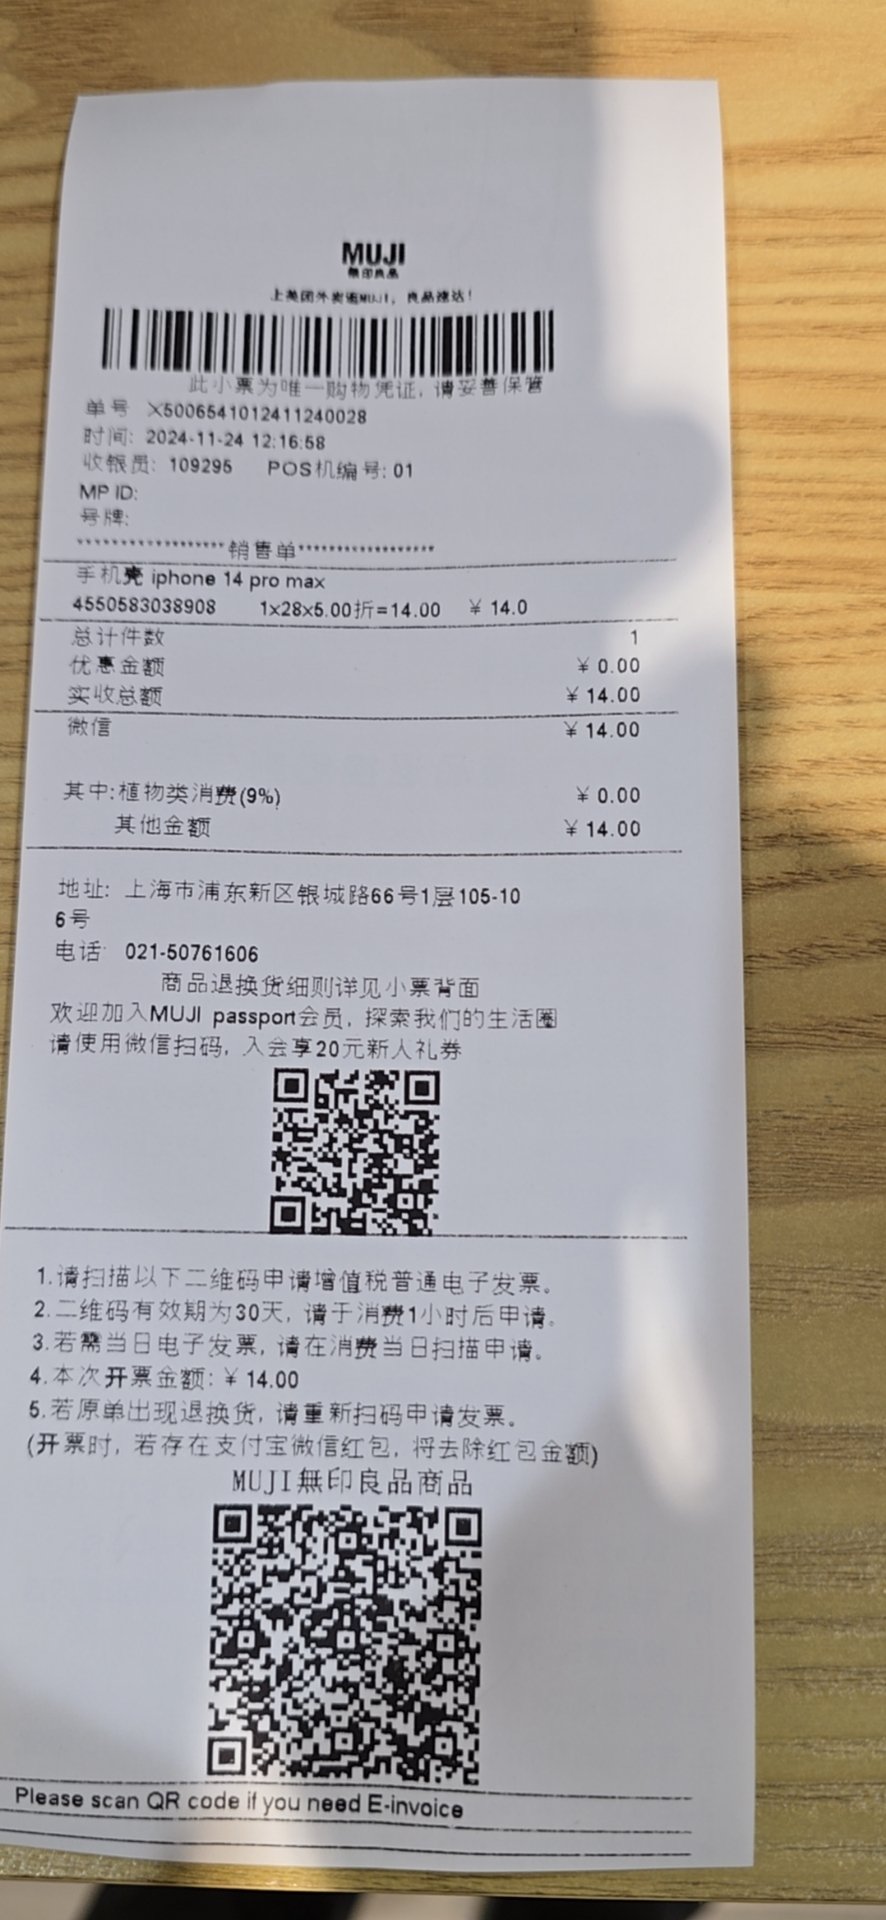 MUJI
無印良品
上美团外卖逛MUJI，良品速达！
此小票为唯一购物凭证，请妥善保管
单号 X5006541012411240028
时间: 2024-11-24 12:16:58
收银员: 109295 POS机编号: 01
MP ID:
号牌:
******************销售单******************
手机壳 iphone 14 pro max
4550583038908 1x28x5.00折=14.00 ¥ 14.0
总计件数 1
优惠金额 ¥ 0.00
实收总额 ¥ 14.00
微信 ¥ 14.00
其中:植物类消费(9%) ¥ 0.00
其他金额 ¥ 14.00
地址: 上海市浦东新区银城路66号1层105-10
6号
电话: 021-50761606
商品退换货细则详见小票背面
欢迎加入MUJI passport会员, 探索我们的生活圈
请使用微信扫码, 入会享20元新人礼券
1.请扫描以下二维码申请增值税普通电子发票。
2.二维码有效期为30天, 请于消费1小时后申请。
3.若需当日电子发票, 请在消费当日扫描申请。
4.本次开票金额: ¥ 14.00
5.若原单出现退换货, 请重新扫码申请发票。
(开票时, 若存在支付宝微信红包, 将去除红包金额)
MUJI無印良品商品
Please scan QR code if you need E-invoice